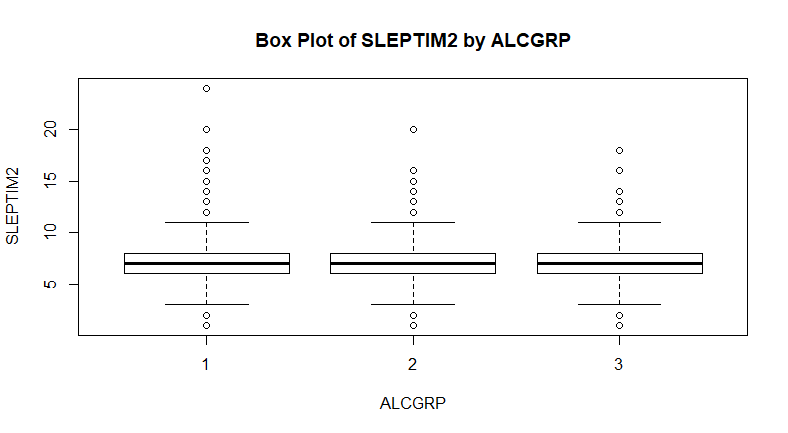 Box Plot of SLEPTIM2 by ALCGRP
SLEPTIM2
20
15
10
5
1 2 3
ALCGRP